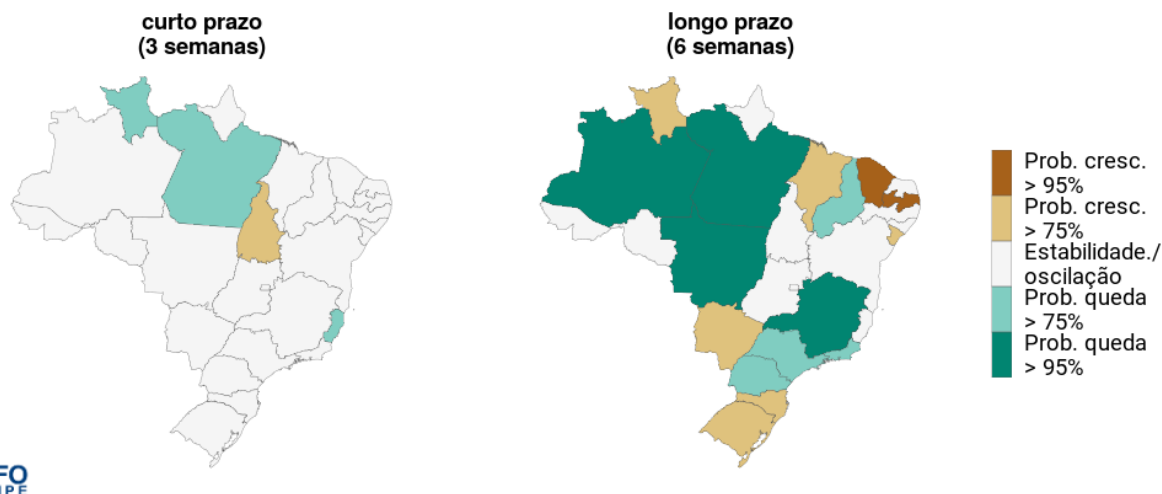 curto prazo
(3 semanas)
longo prazo
(6 semanas)
Prob. cresc.
> 95%
Prob. cresc.
> 75%
Estabilidade./
oscilação
Prob. queda
> 75%
Prob. queda
> 95%
FO